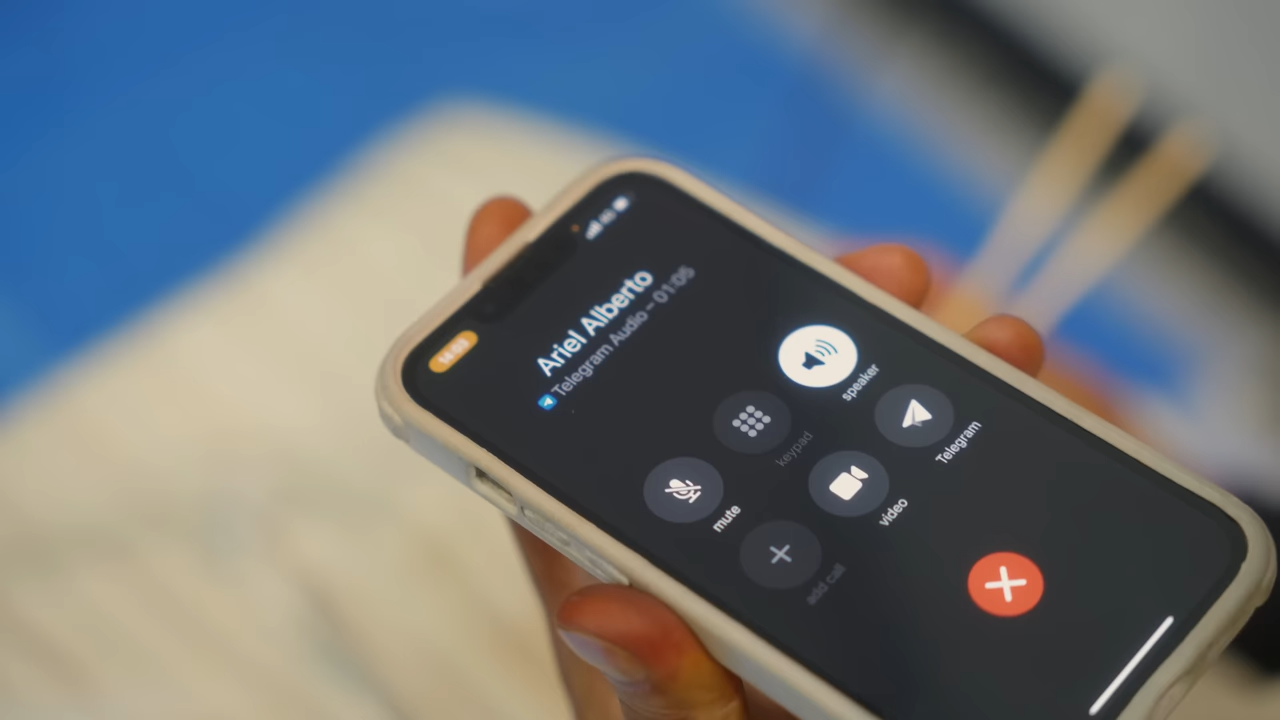 Ariel Alberto
Telegram Audio – 01:05
mute
keypad
speaker
add call
video
Telegram